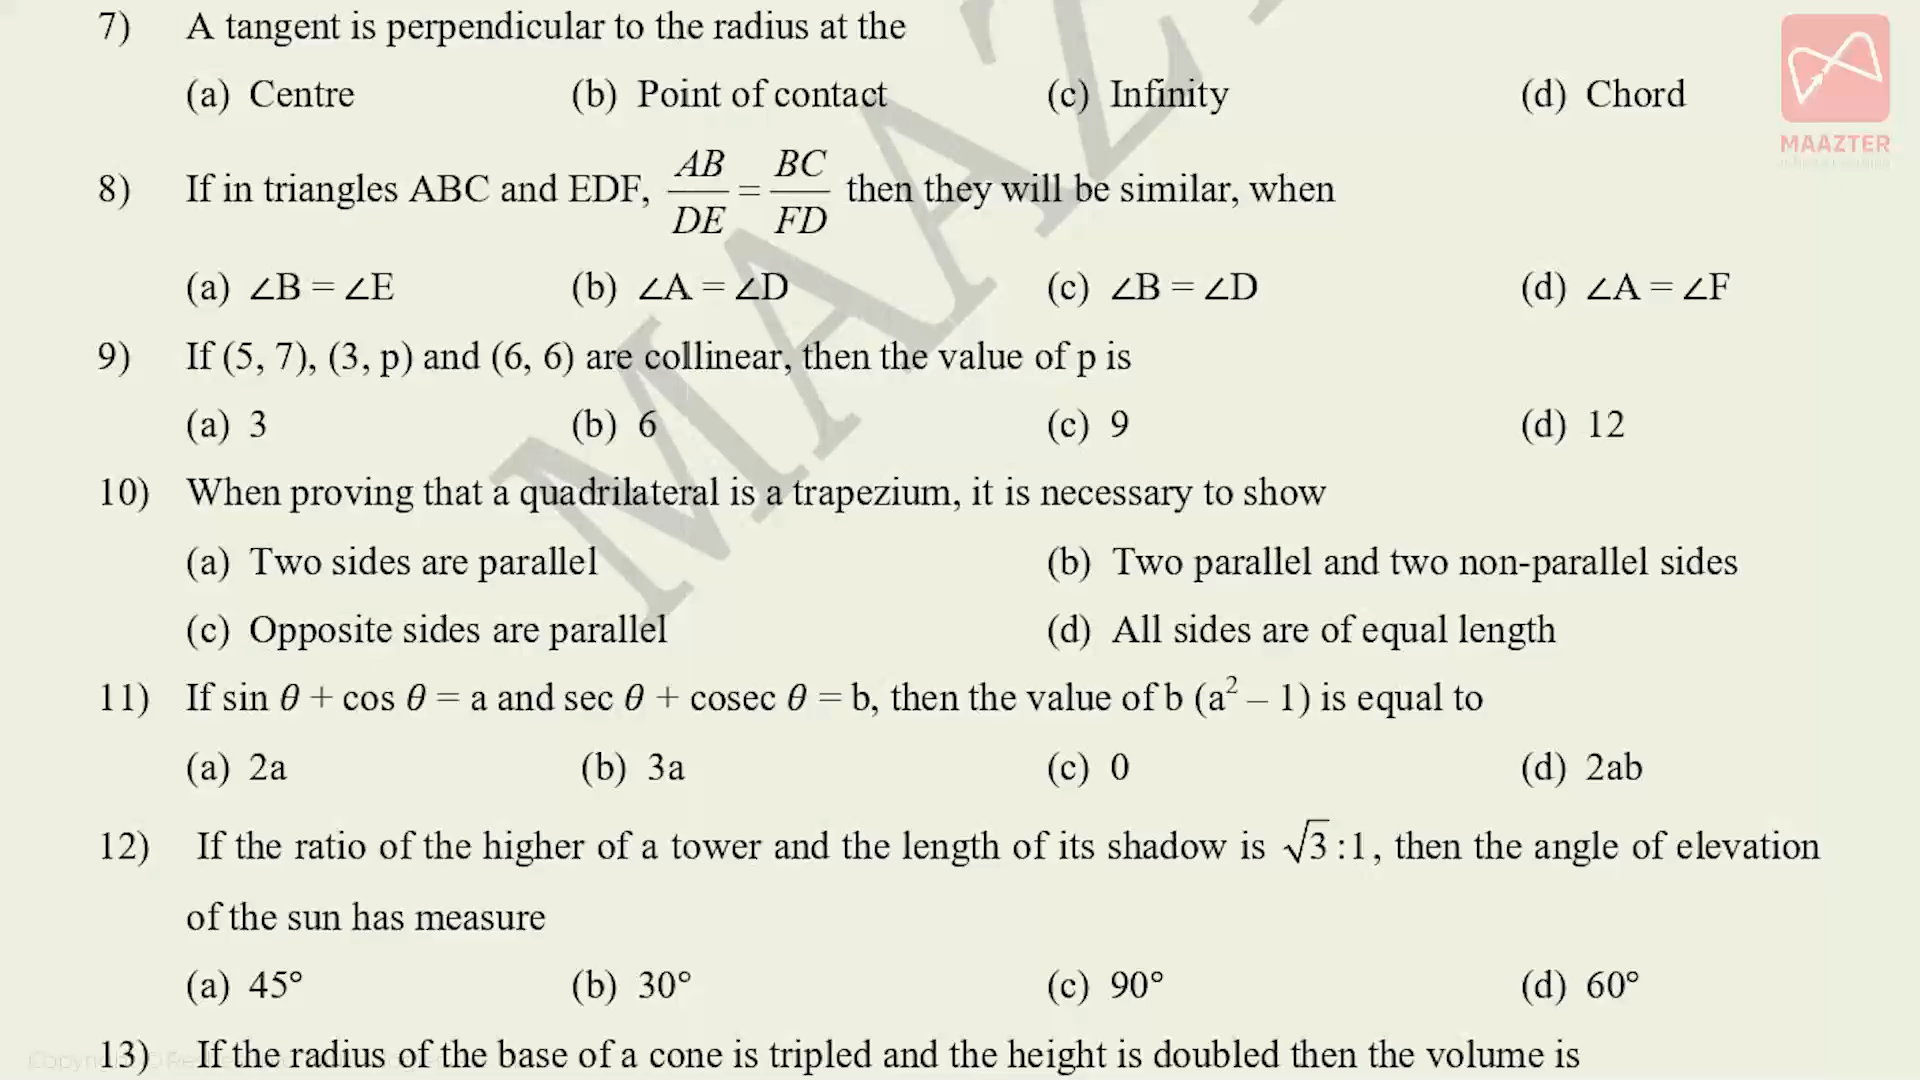 7) A tangent is perpendicular to the radius at the
(a) Centre (b) Point of contact (c) Infinity (d) Chord
MAAZTER
8) If in triangles ABC and EDF, AB/DE = BC/FD then they will be similar, when
(a) ∠B = ∠E (b) ∠A = ∠D (c) ∠B = ∠D (d) ∠A = ∠F
9) If (5, 7), (3, p) and (6, 6) are collinear, then the value of p is
(a) 3 (b) 6 (c) 9 (d) 12
10) When proving that a quadrilateral is a trapezium, it is necessary to show
(a) Two sides are parallel (b) Two parallel and two non-parallel sides
(c) Opposite sides are parallel (d) All sides are of equal length
11) If sin θ + cos θ = a and sec θ + cosec θ = b, then the value of b (a² – 1) is equal to
(a) 2a (b) 3a (c) 0 (d) 2ab
12) If the ratio of the higher of a tower and the length of its shadow is √3 : 1, then the angle of elevation
of the sun has measure
(a) 45° (b) 30° (c) 90° (d) 60°
13) If the radius of the base of a cone is tripled and the height is doubled then the volume is